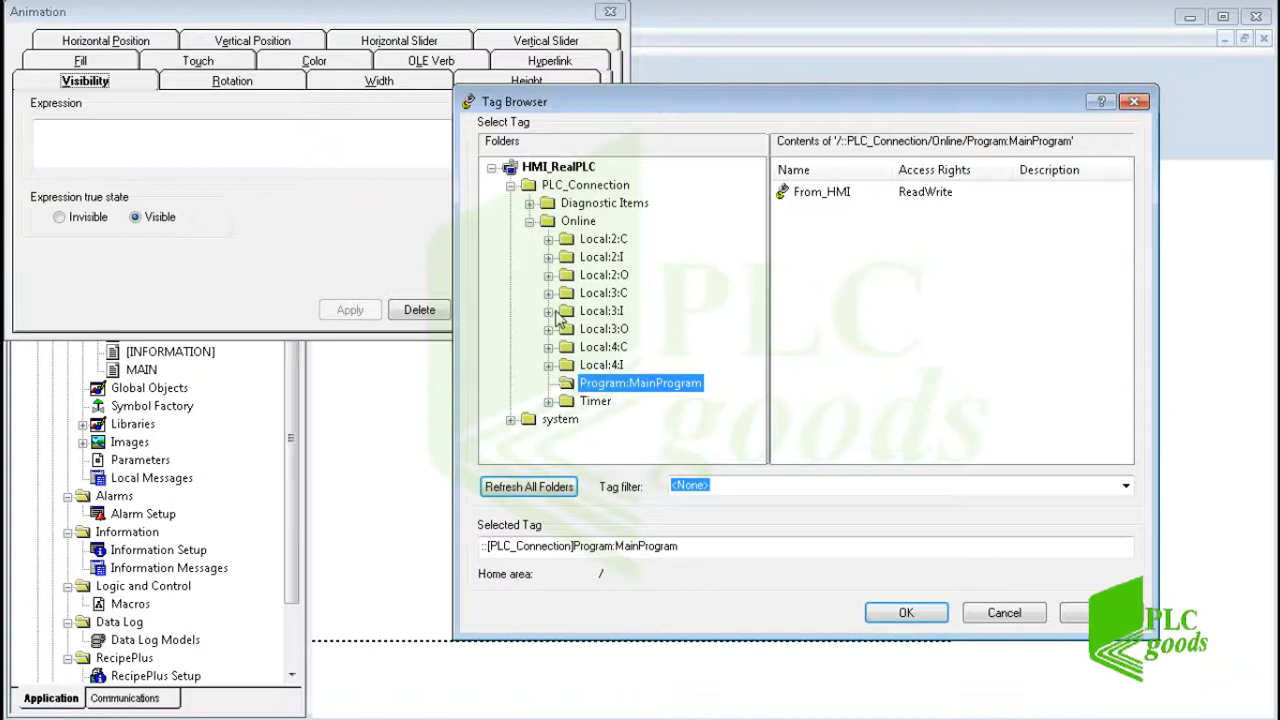 Animation
Horizontal Position
Vertical Position
Horizontal Slider
Vertical Slider
Fill
Touch
Color
OLE Verb
Hyperlink
Visibility
Rotation
Width
Height
Expression
Expression true state
Invisible
Visible
Apply
Delete
[INFORMATION]
MAIN
Global Objects
Symbol Factory
Libraries
Images
Parameters
Local Messages
Alarms
Alarm Setup
Information
Information Setup
Information Messages
Logic and Control
Macros
Data Log
Data Log Models
RecipePlus
RecipePlus Setup
Application
Communications
Tag Browser
Select Tag
Folders
HMI_RealPLC
PLC_Connection
Diagnostic Items
Online
Local:2:C
Local:2:I
Local:2:O
Local:3:C
Local:3:I
Local:3:O
Local:4:C
Local:4:I
Program:MainProgram
Timer
system
Contents of '/::PLC_Connection/Online/Program:MainProgram'
Name Access Rights Description
From_HMI ReadWrite
Refresh All Folders
Tag filter: <None>
Selected Tag
::[PLC_Connection]Program:MainProgram
Home area: /
OK
Cancel
PLC
goods
PLC
goods